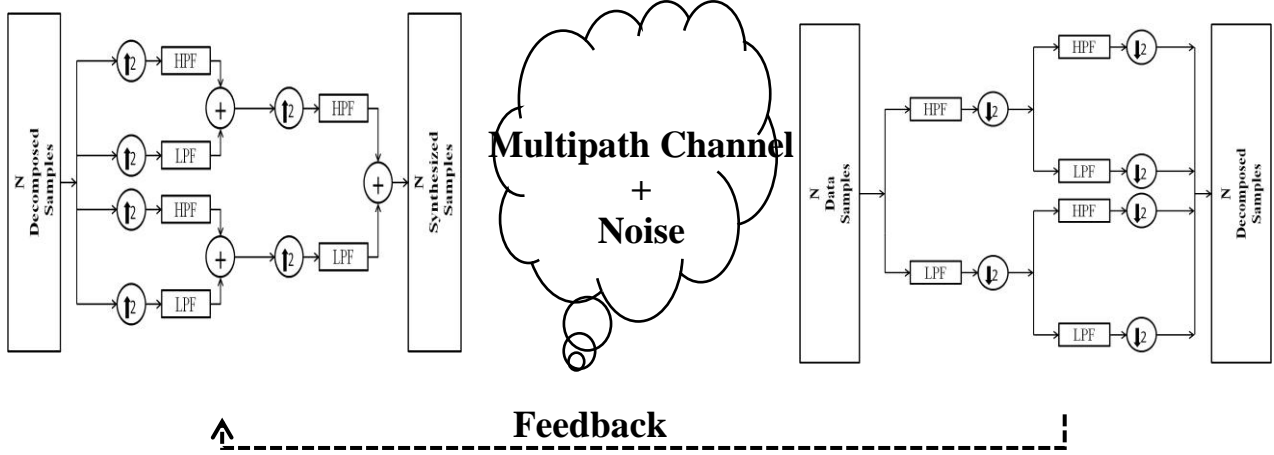 N
Decomposed
Samples
↑2
HPF
↑2
LPF
+
↑2
HPF
↑2
HPF
↑2
LPF
+
↑2
LPF
+
N
Synthesized
Samples
Multipath Channel
+
Noise
N
Data
Samples
HPF
↓2
LPF
↓2
HPF
↓2
LPF
↓2
HPF
↓2
LPF
↓2
N
Decomposed
Samples
Feedback